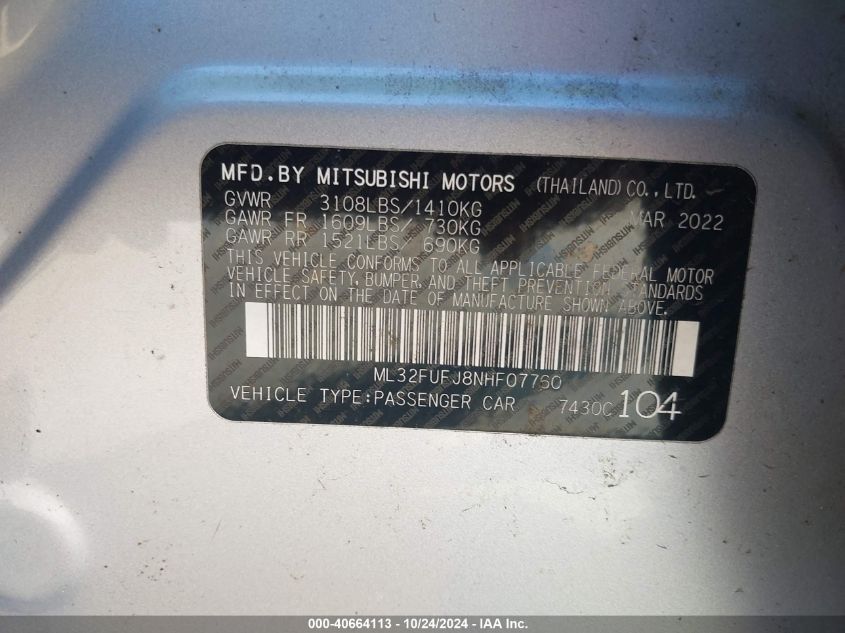 MFD.BY MITSUBISHI MOTORS (THAILAND) CO.,LTD.
GVWR 3108LBS/1410KG MAR 2022
GAWR FR 1609LBS/ 730KG
GAWR RR 1521LBS/ 690KG
THIS VEHICLE CONFORMS TO ALL APPLICABLE FEDERAL MOTOR
VEHICLE SAFETY, BUMPER, AND THEFT PREVENTION STANDARDS
IN EFFECT ON THE DATE OF MANUFACTURE SHOWN ABOVE.
ML32FUFJ8NHF07760
VEHICLE TYPE:PASSENGER CAR 7430C 104
000-40664113 - 10/24/2024 - IAA Inc.